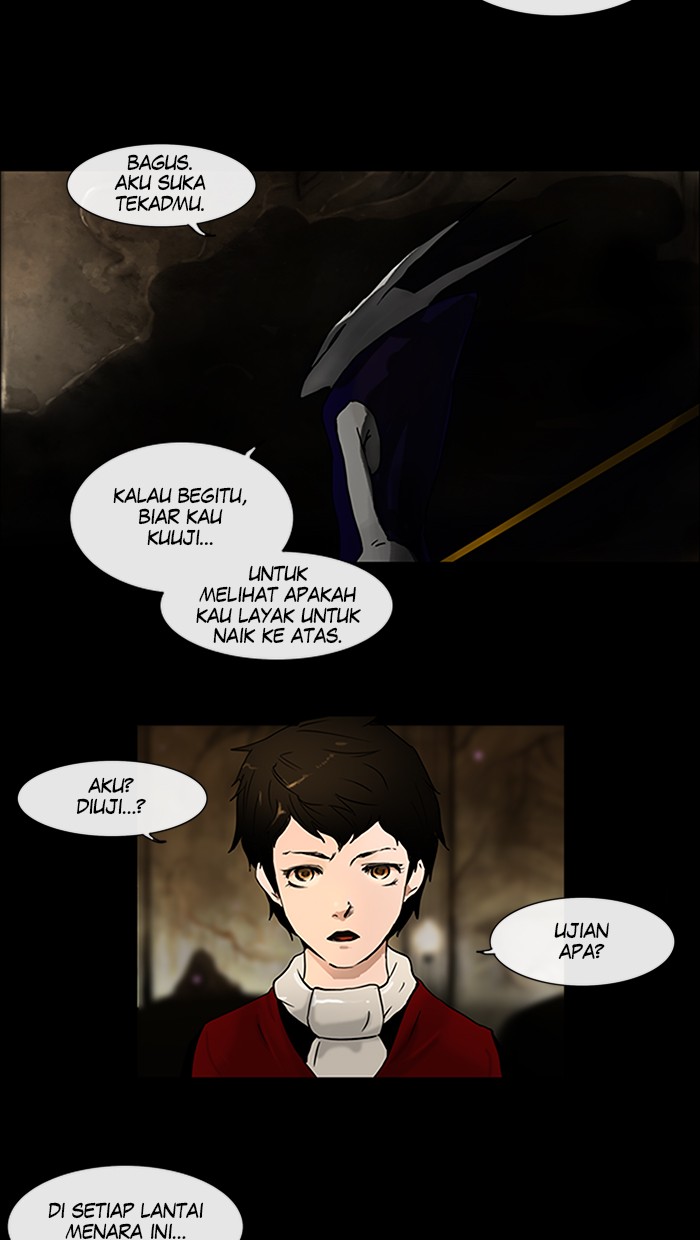 BAGUS.
AKU SUKA
TEKADMU.
KALAU BEGITU,
BIAR KAU
KUUJI...
UNTUK
MELIHAT APAKAH
KAU LAYAK UNTUK
NAIK KE ATAS.
AKU?
DIUJI...?
UJIAN
APA?
DI SETIAP LANTAI
MENARA INI...